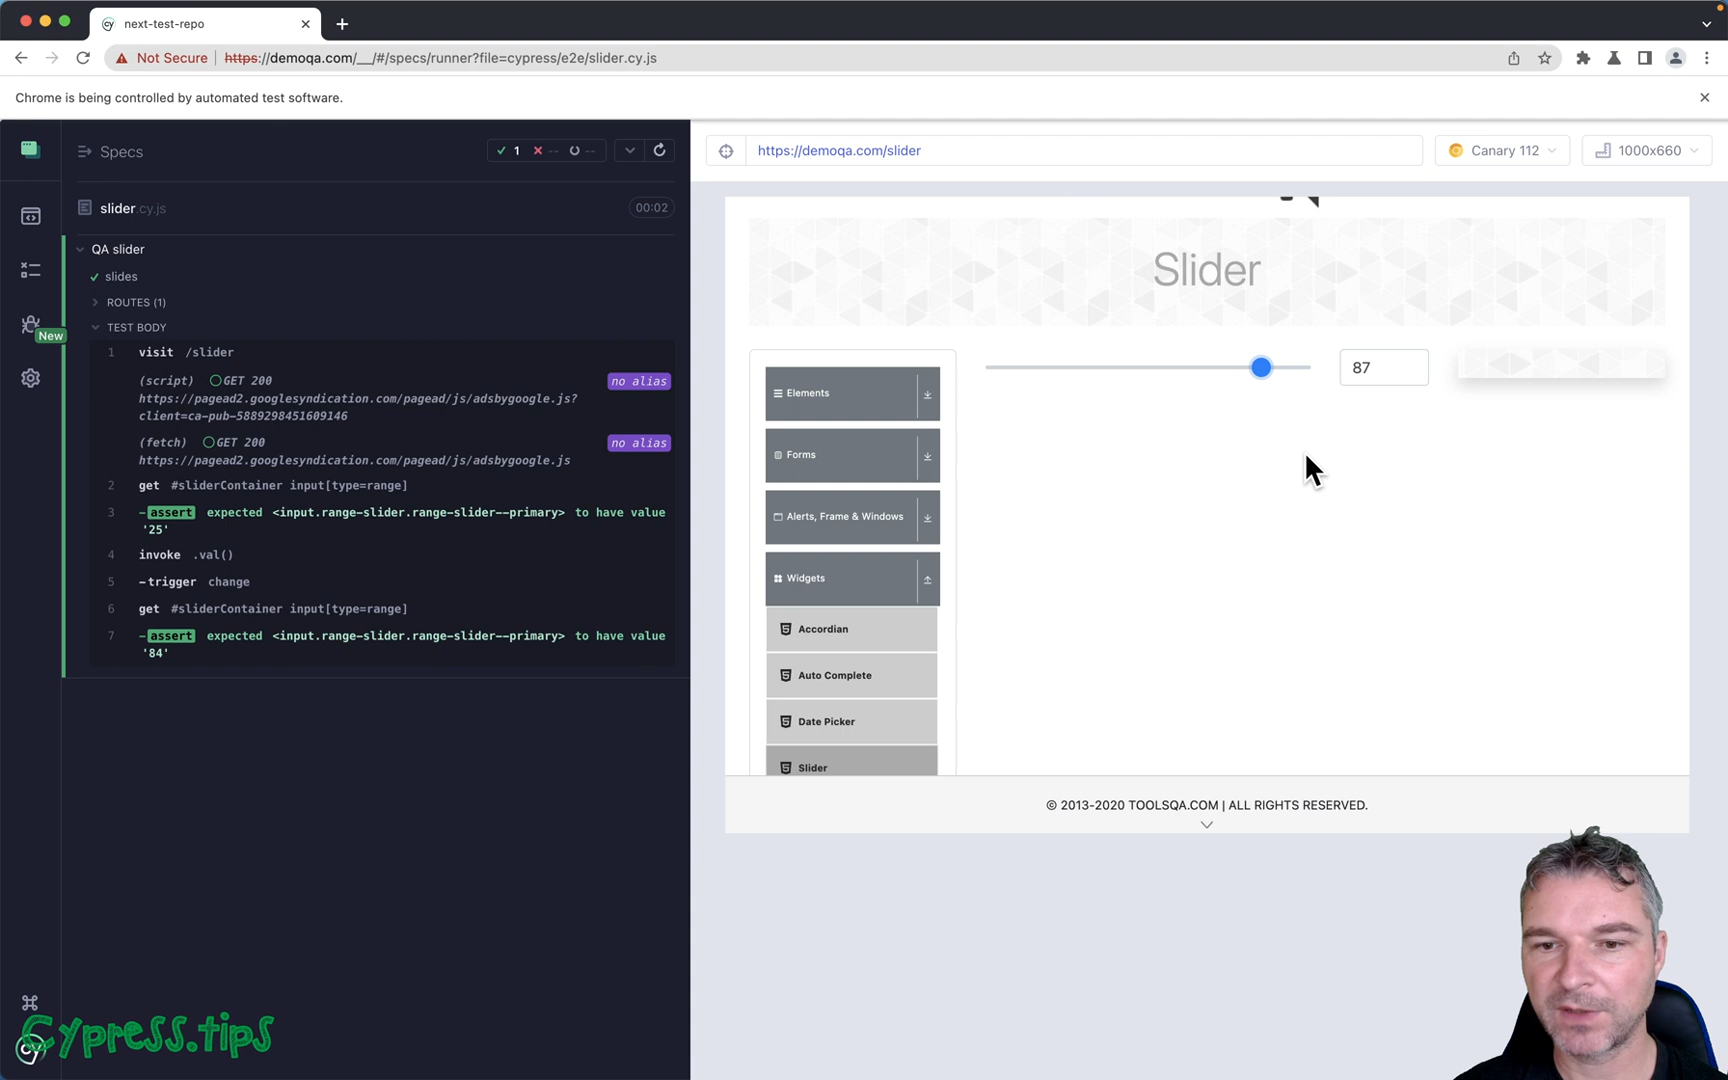 next-test-repo
Not Secure
https://demoqa.com/__/#/specs/runner?file=cypress/e2e/slider.cy.js
Chrome is being controlled by automated test software.
Specs
1
--
--
slider.cy.js
00:02
QA slider
slides
ROUTES (1)
TEST BODY
1 visit /slider
(script) GET 200 no alias
https://pagead2.googlesyndication.com/pagead/js/adsbygoogle.js?
client=ca-pub-5889298451609146
(fetch) GET 200 no alias
https://pagead2.googlesyndication.com/pagead/js/adsbygoogle.js
2 get #sliderContainer input[type=range]
3 -assert expected <input.range-slider.range-slider--primary> to have value
'25'
4 invoke .val()
5 -trigger change
6 get #sliderContainer input[type=range]
7 -assert expected <input.range-slider.range-slider--primary> to have value
'84'
New
Cypress.tips
cy
https://demoqa.com/slider
Canary 112
1000x660
Slider
87
Elements
Forms
Alerts, Frame & Windows
Widgets
Accordian
Auto Complete
Date Picker
Slider
© 2013-2020 TOOLSQA.COM | ALL RIGHTS RESERVED.